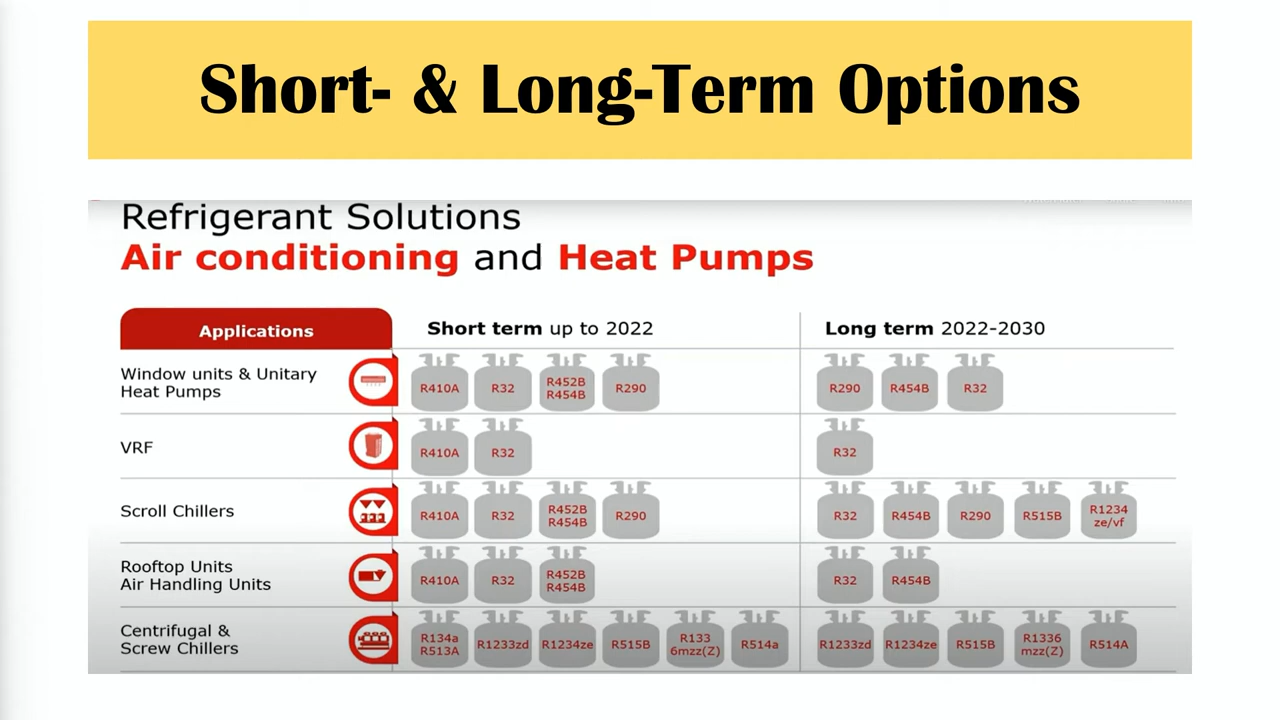 Short- & Long-Term Options
Refrigerant Solutions
Air conditioning and Heat Pumps
Applications
Short term up to 2022
Long term 2022-2030
Window units & Unitary
Heat Pumps
R410A
R32
R452B
R454B
R290
R290
R454B
R32
VRF
R410A
R32
R32
Scroll Chillers
R410A
R32
R452B
R454B
R290
R32
R454B
R290
R515B
R1234
ze/vf
Rooftop Units
Air Handling Units
R410A
R32
R452B
R454B
R32
R454B
Centrifugal &
Screw Chillers
R134a
R513A
R1233zd
R1234ze
R515B
R133
6mzz(Z)
R514a
R1233zd
R1234ze
R515B
R1336
mzz(Z)
R514A